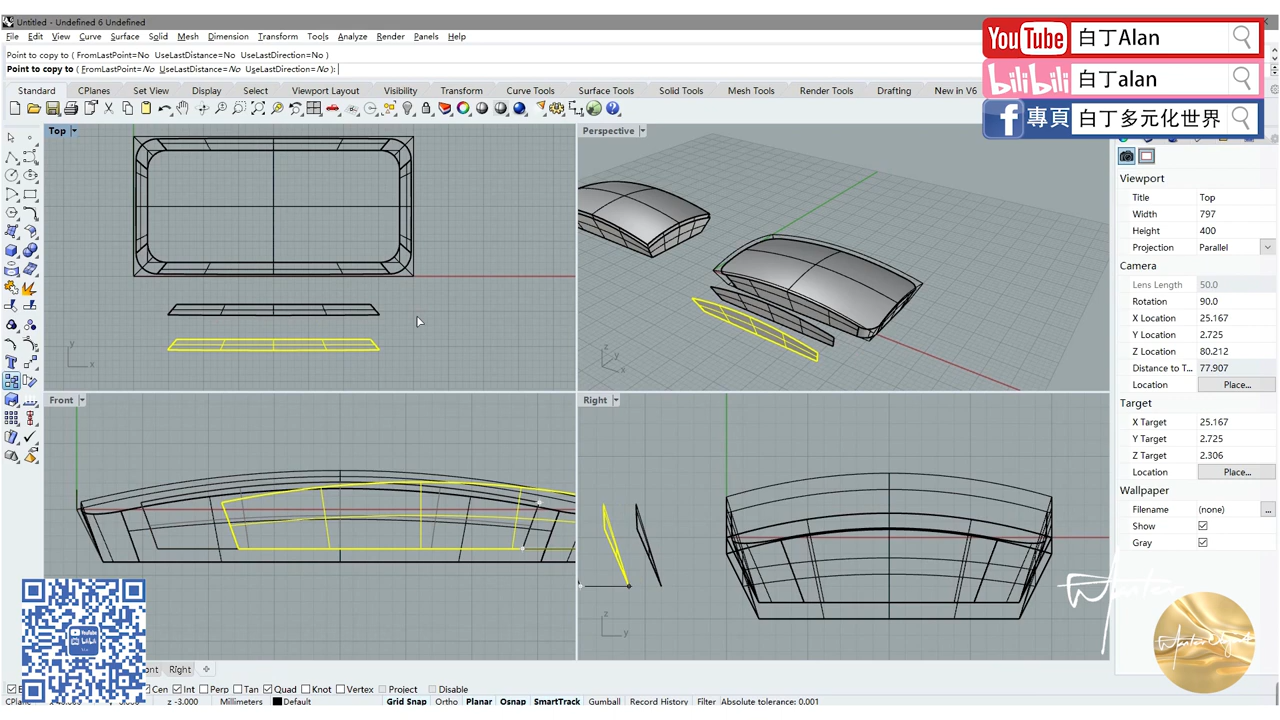 Untitled - Undefined 6 Undefined
File Edit View Curve Surface Solid Mesh Dimension Transform Tools Analyze Render Panels Help
Point to copy to ( FromLastPoint=No UseLastDistance=No UseLastDirection=No )
Point to copy to ( FromLastPoint=No UseLastDistance=No UseLastDirection=No ):
YouTube 白丁Alan
bilibili 白丁alan
f 專頁 白丁多元化世界
Standard CPlanes Set View Display Select Viewport Layout Visibility Transform Curve Tools Surface Tools Solid Tools Mesh Tools Render Tools Drafting New in V6
Top
Perspective
Front
Right
y
x
z
y
x
z
y
Viewport
Title Top
Width 797
Height 400
Projection Parallel
Camera
Lens Length 50.0
Rotation 90.0
X Location 25.167
Y Location 2.725
Z Location 80.212
Distance to T... 77.907
Location Place...
Target
X Target 25.167
Y Target 2.725
Z Target 2.306
Location Place...
Wallpaper
Filename (none) ...
Show
Gray
Right
Cen Int Perp Tan Quad Knot Vertex Project Disable
z -3.000 Millimeters Default Grid Snap Ortho Planar Osnap SmartTrack Gumball Record History Filter Absolute tolerance: 0.001